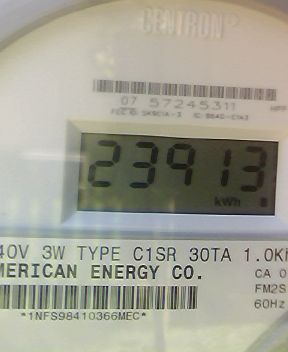 CENTRON®
07 57245311
23913
kWh
40V 3W TYPE C1SR 30TA 1.0K
MERICAN ENERGY CO.
CA 0
FM2S
60Hz
*1NFS98410366MEC*